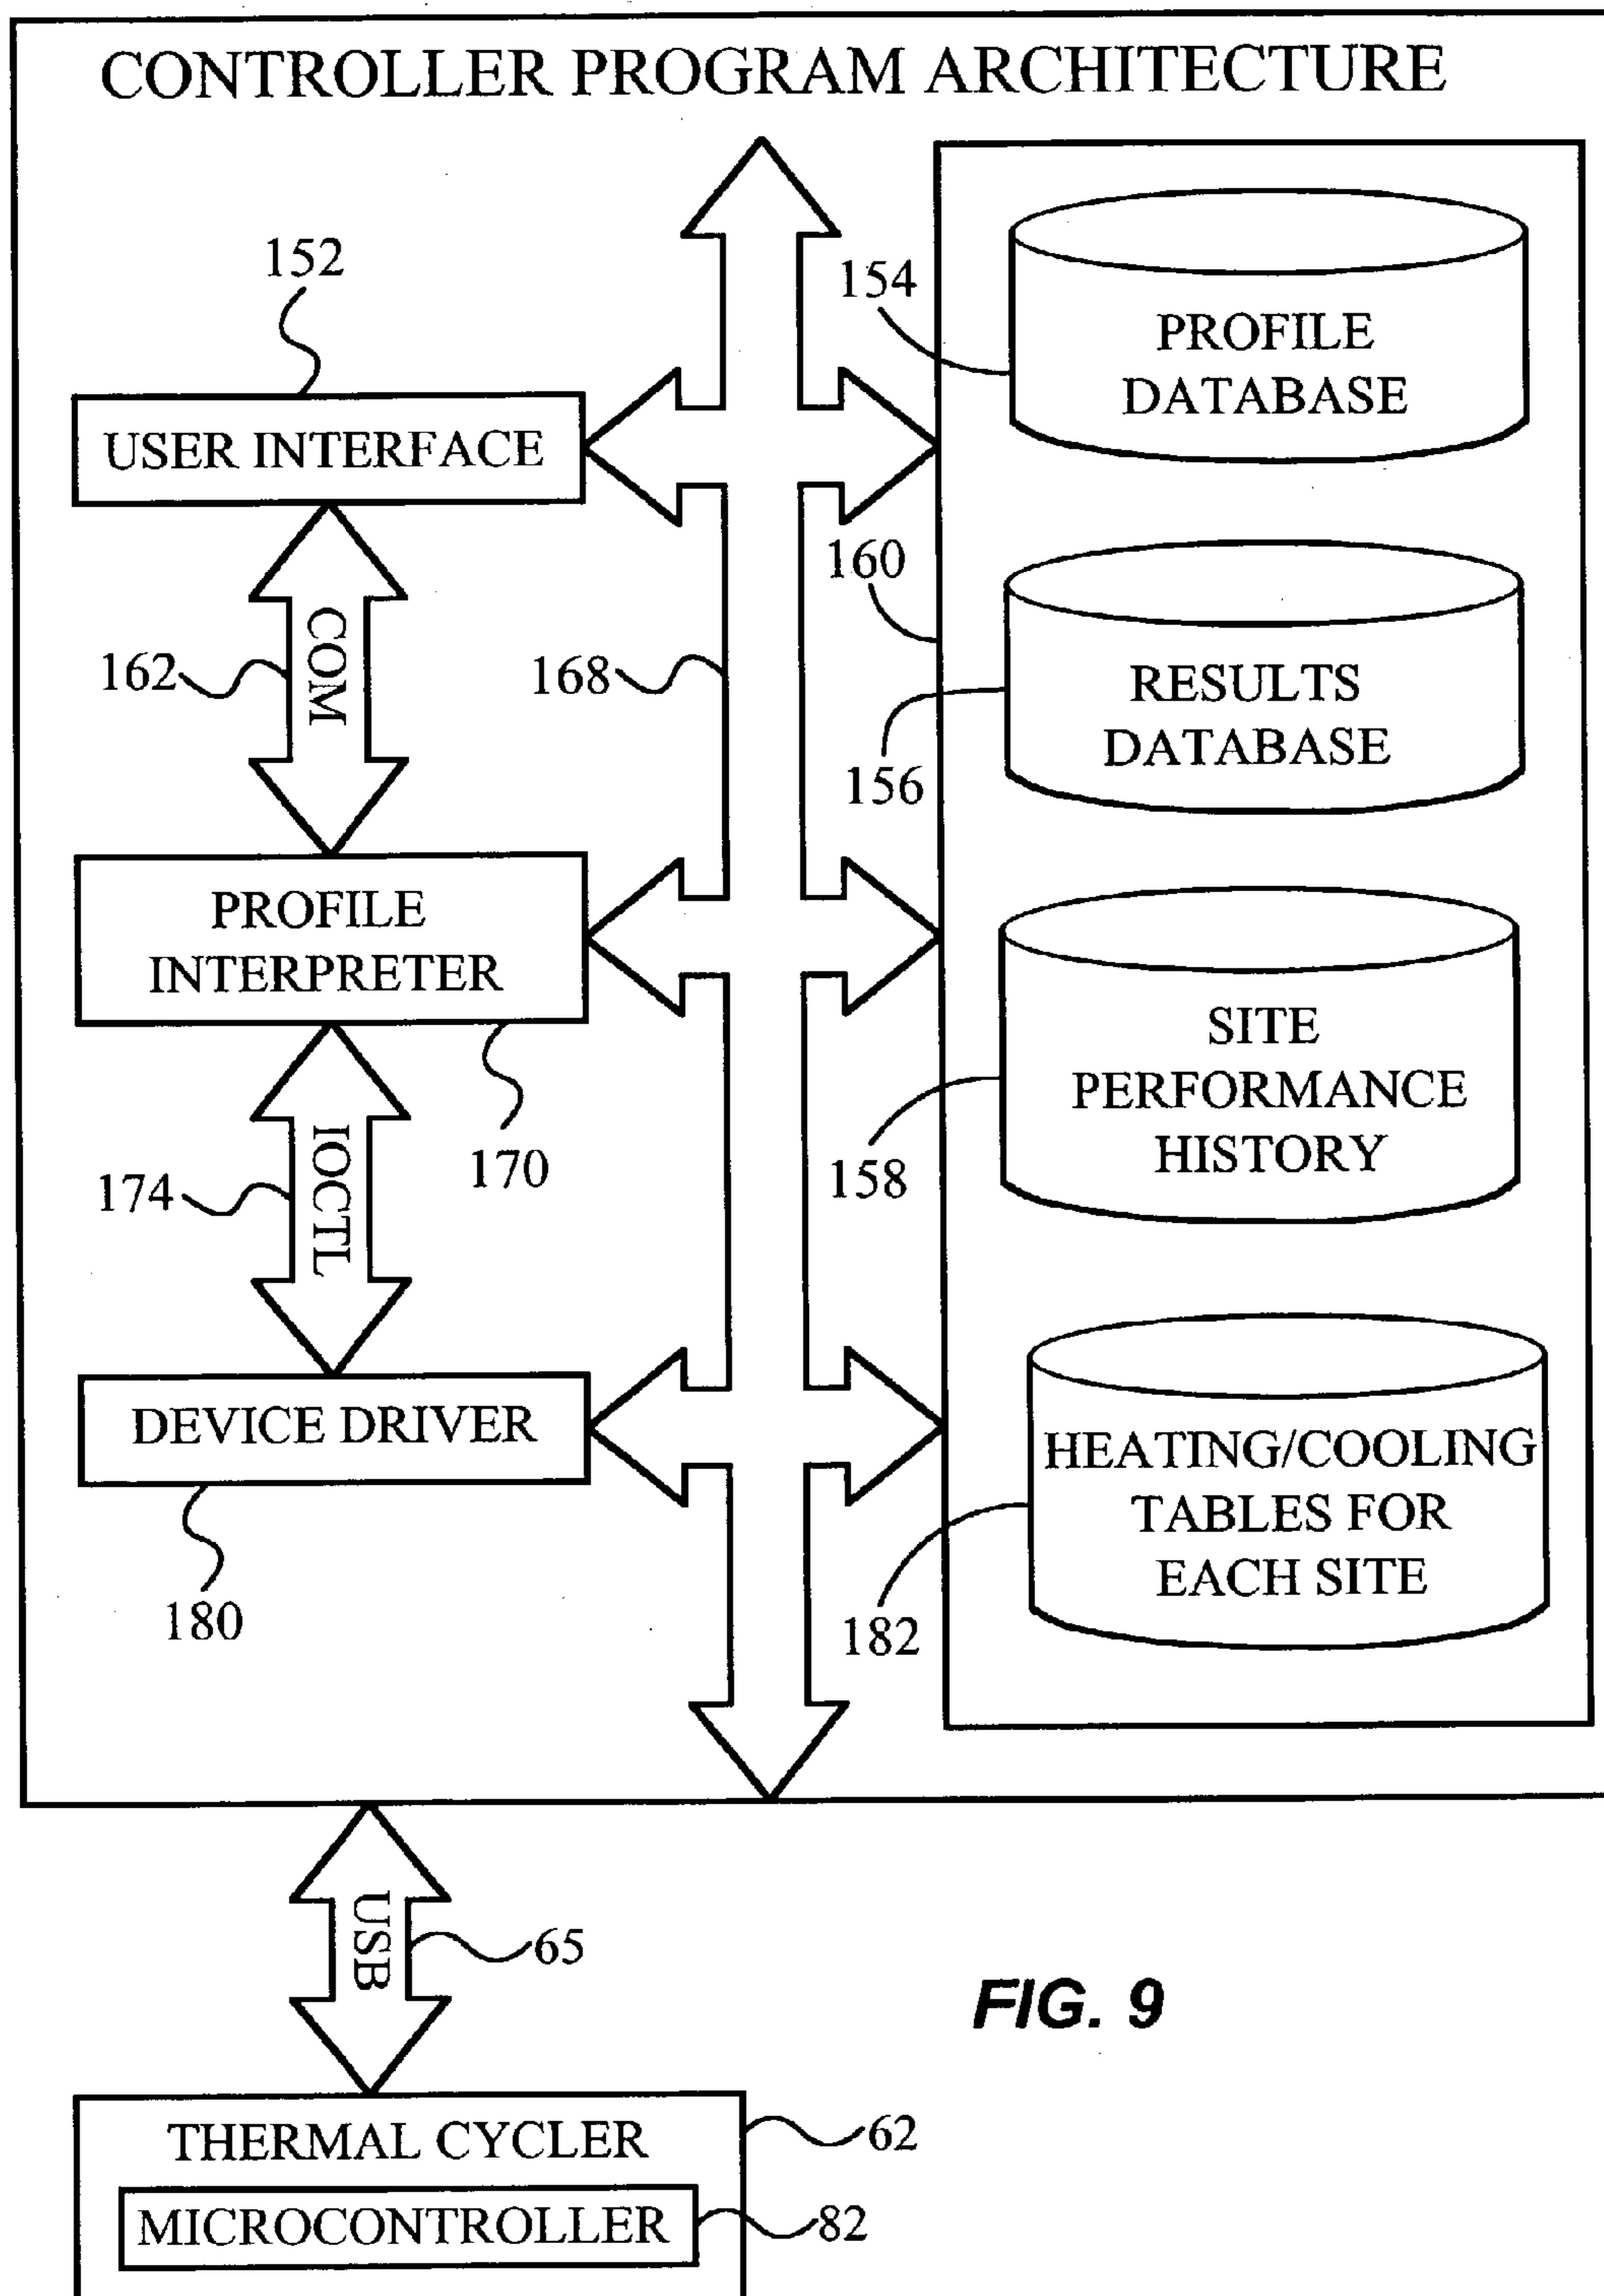 CONTROLLER PROGRAM ARCHITECTURE
152
154
PROFILE
DATABASE
USER INTERFACE
160
COM
162
168
RESULTS
DATABASE
156
PROFILE
INTERPRETER
SITE
PERFORMANCE
HISTORY
IOCTL
170
174
158
DEVICE DRIVER
HEATING/COOLING
TABLES FOR
EACH SITE
180
182
USB
65
FIG. 9
THERMAL CYCLER
62
MICROCONTROLLER
82